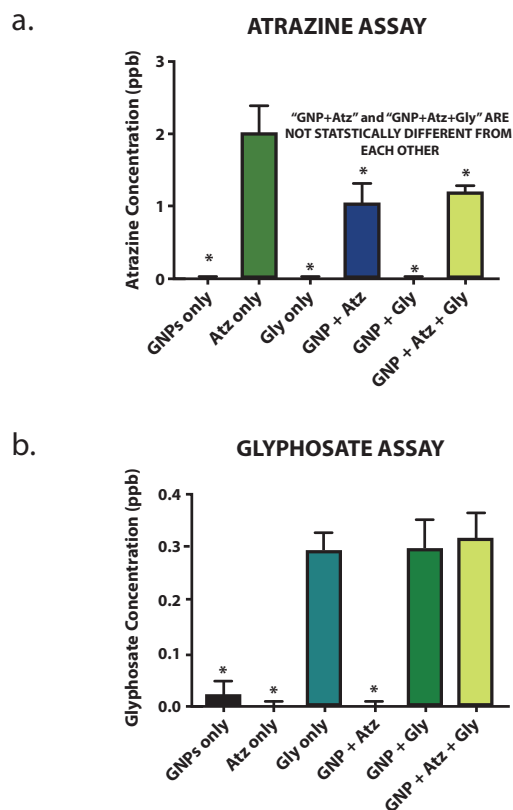 a.
ATRAZINE ASSAY
Atrazine Concentration (ppb)
3
2
1
0
“GNP+Atz” and “GNP+Atz+Gly” ARE
NOT STATSTICALLY DIFFERENT FROM
EACH OTHER
*
*
*
*
*
GNPs only
Atz only
Gly only
GNP + Atz
GNP + Gly
GNP + Atz + Gly
b.
GLYPHOSATE ASSAY
Glyphosate Concentration (ppb)
0.4
0.3
0.2
0.1
0.0
*
*
*
GNPs only
Atz only
Gly only
GNP + Atz
GNP + Gly
GNP + Atz + Gly